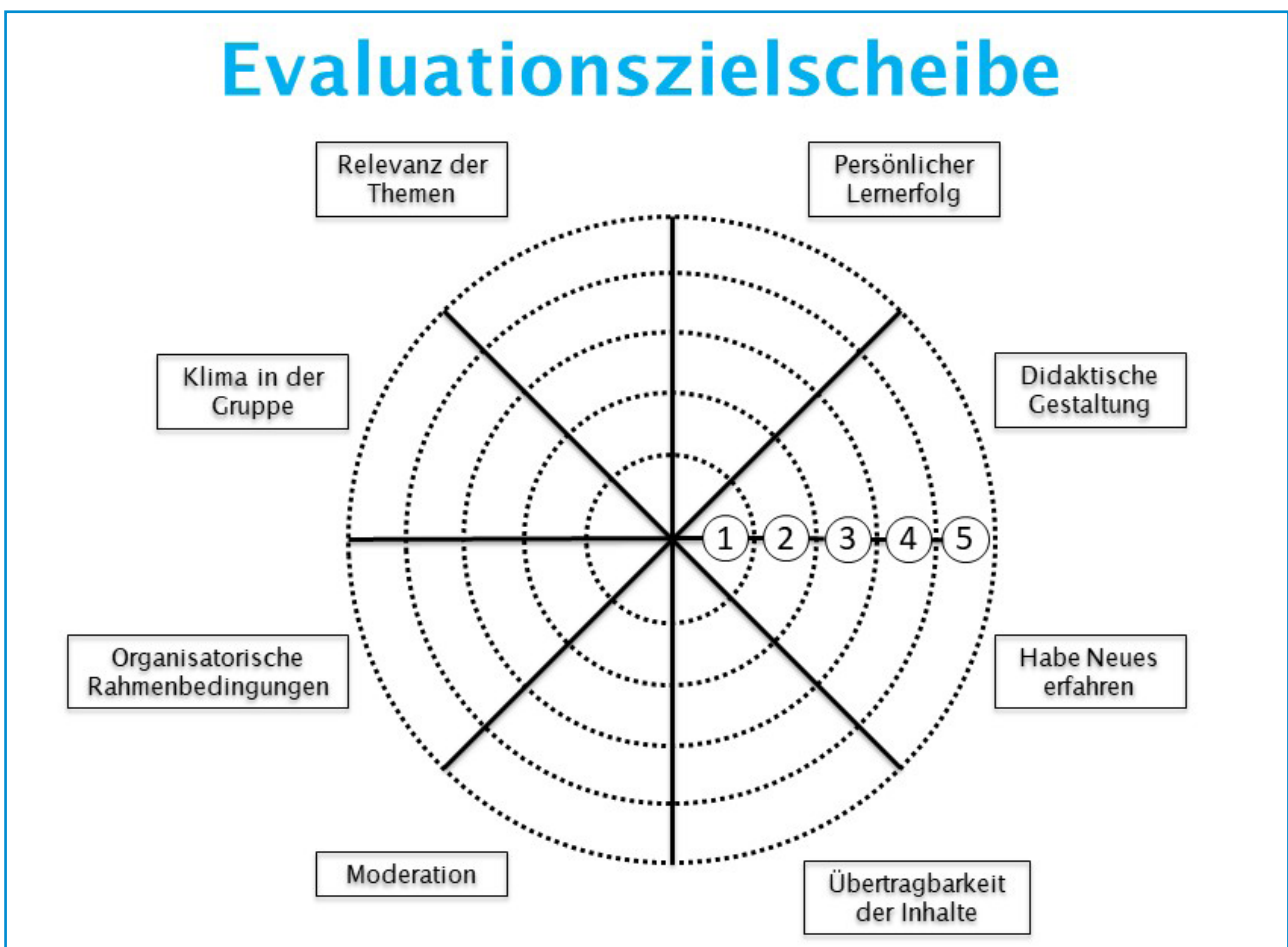 Evaluationszielscheibe
Relevanz der
Themen
Persönlicher
Lernerfolg
Klima in der
Gruppe
Didaktische
Gestaltung
1 2 3 4 5
Organisatorische
Rahmenbedingungen
Habe Neues
erfahren
Moderation
Übertragbarkeit
der Inhalte